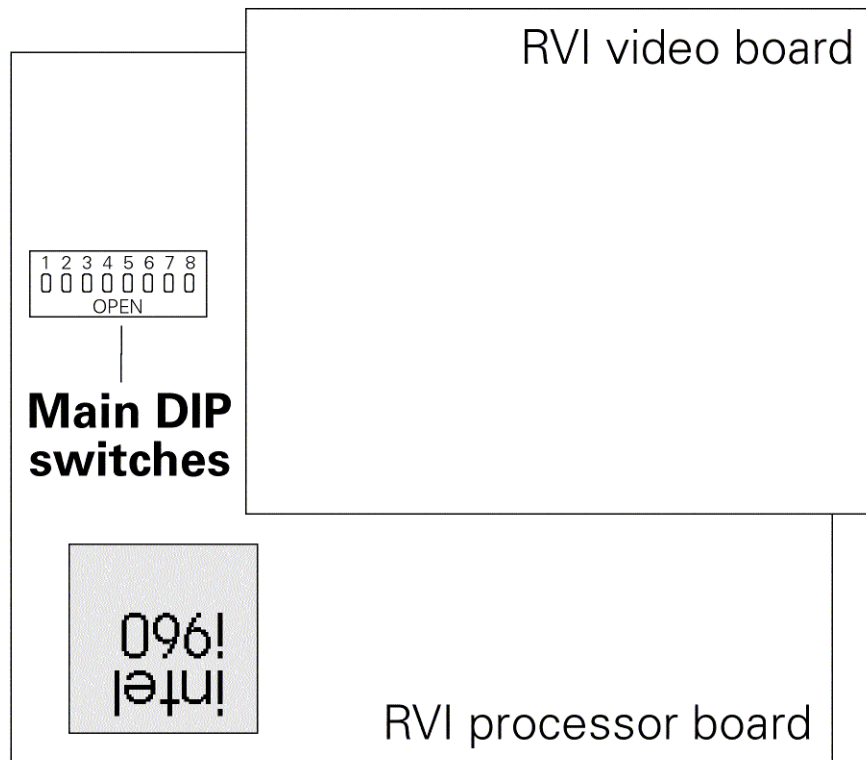 RVI video board
1 2 3 4 5 6 7 8
OPEN
Main DIP
switches
intel
i960
RVI processor board